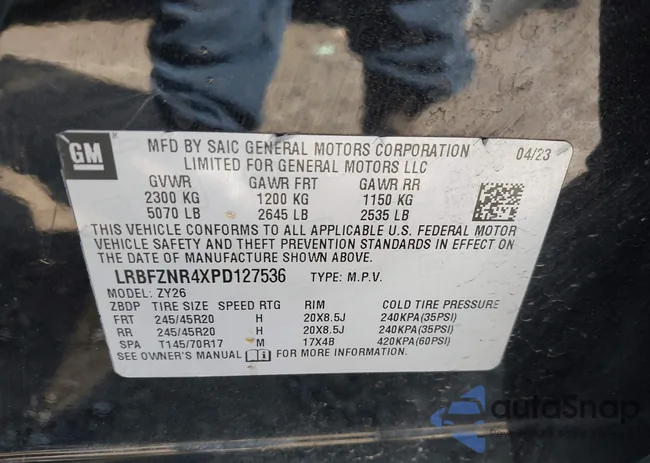 GM
MFD BY SAIC GENERAL MOTORS CORPORATION
LIMITED FOR GENERAL MOTORS LLC
04/23
GVWR GAWR FRT GAWR RR
2300 KG 1200 KG 1150 KG
5070 LB 2645 LB 2535 LB
THIS VEHICLE CONFORMS TO ALL APPLICABLE U.S. FEDERAL MOTOR
VEHICLE SAFETY AND THEFT PREVENTION STANDARDS IN EFFECT ON
THE DATE OF MANUFACTURE SHOWN ABOVE.
LRBFZNR4XPD127536 TYPE: M.P.V.
MODEL: ZY26
ZBDP TIRE SIZE SPEED RTG RIM COLD TIRE PRESSURE
FRT 245/45R20 H 20X8.5J 240KPA(35PSI)
RR 245/45R20 H 20X8.5J 240KPA(35PSI)
SPA T145/70R17 M 17X4B 420KPA(60PSI)
SEE OWNER'S MANUAL FOR MORE INFORMATION.
autoSnap